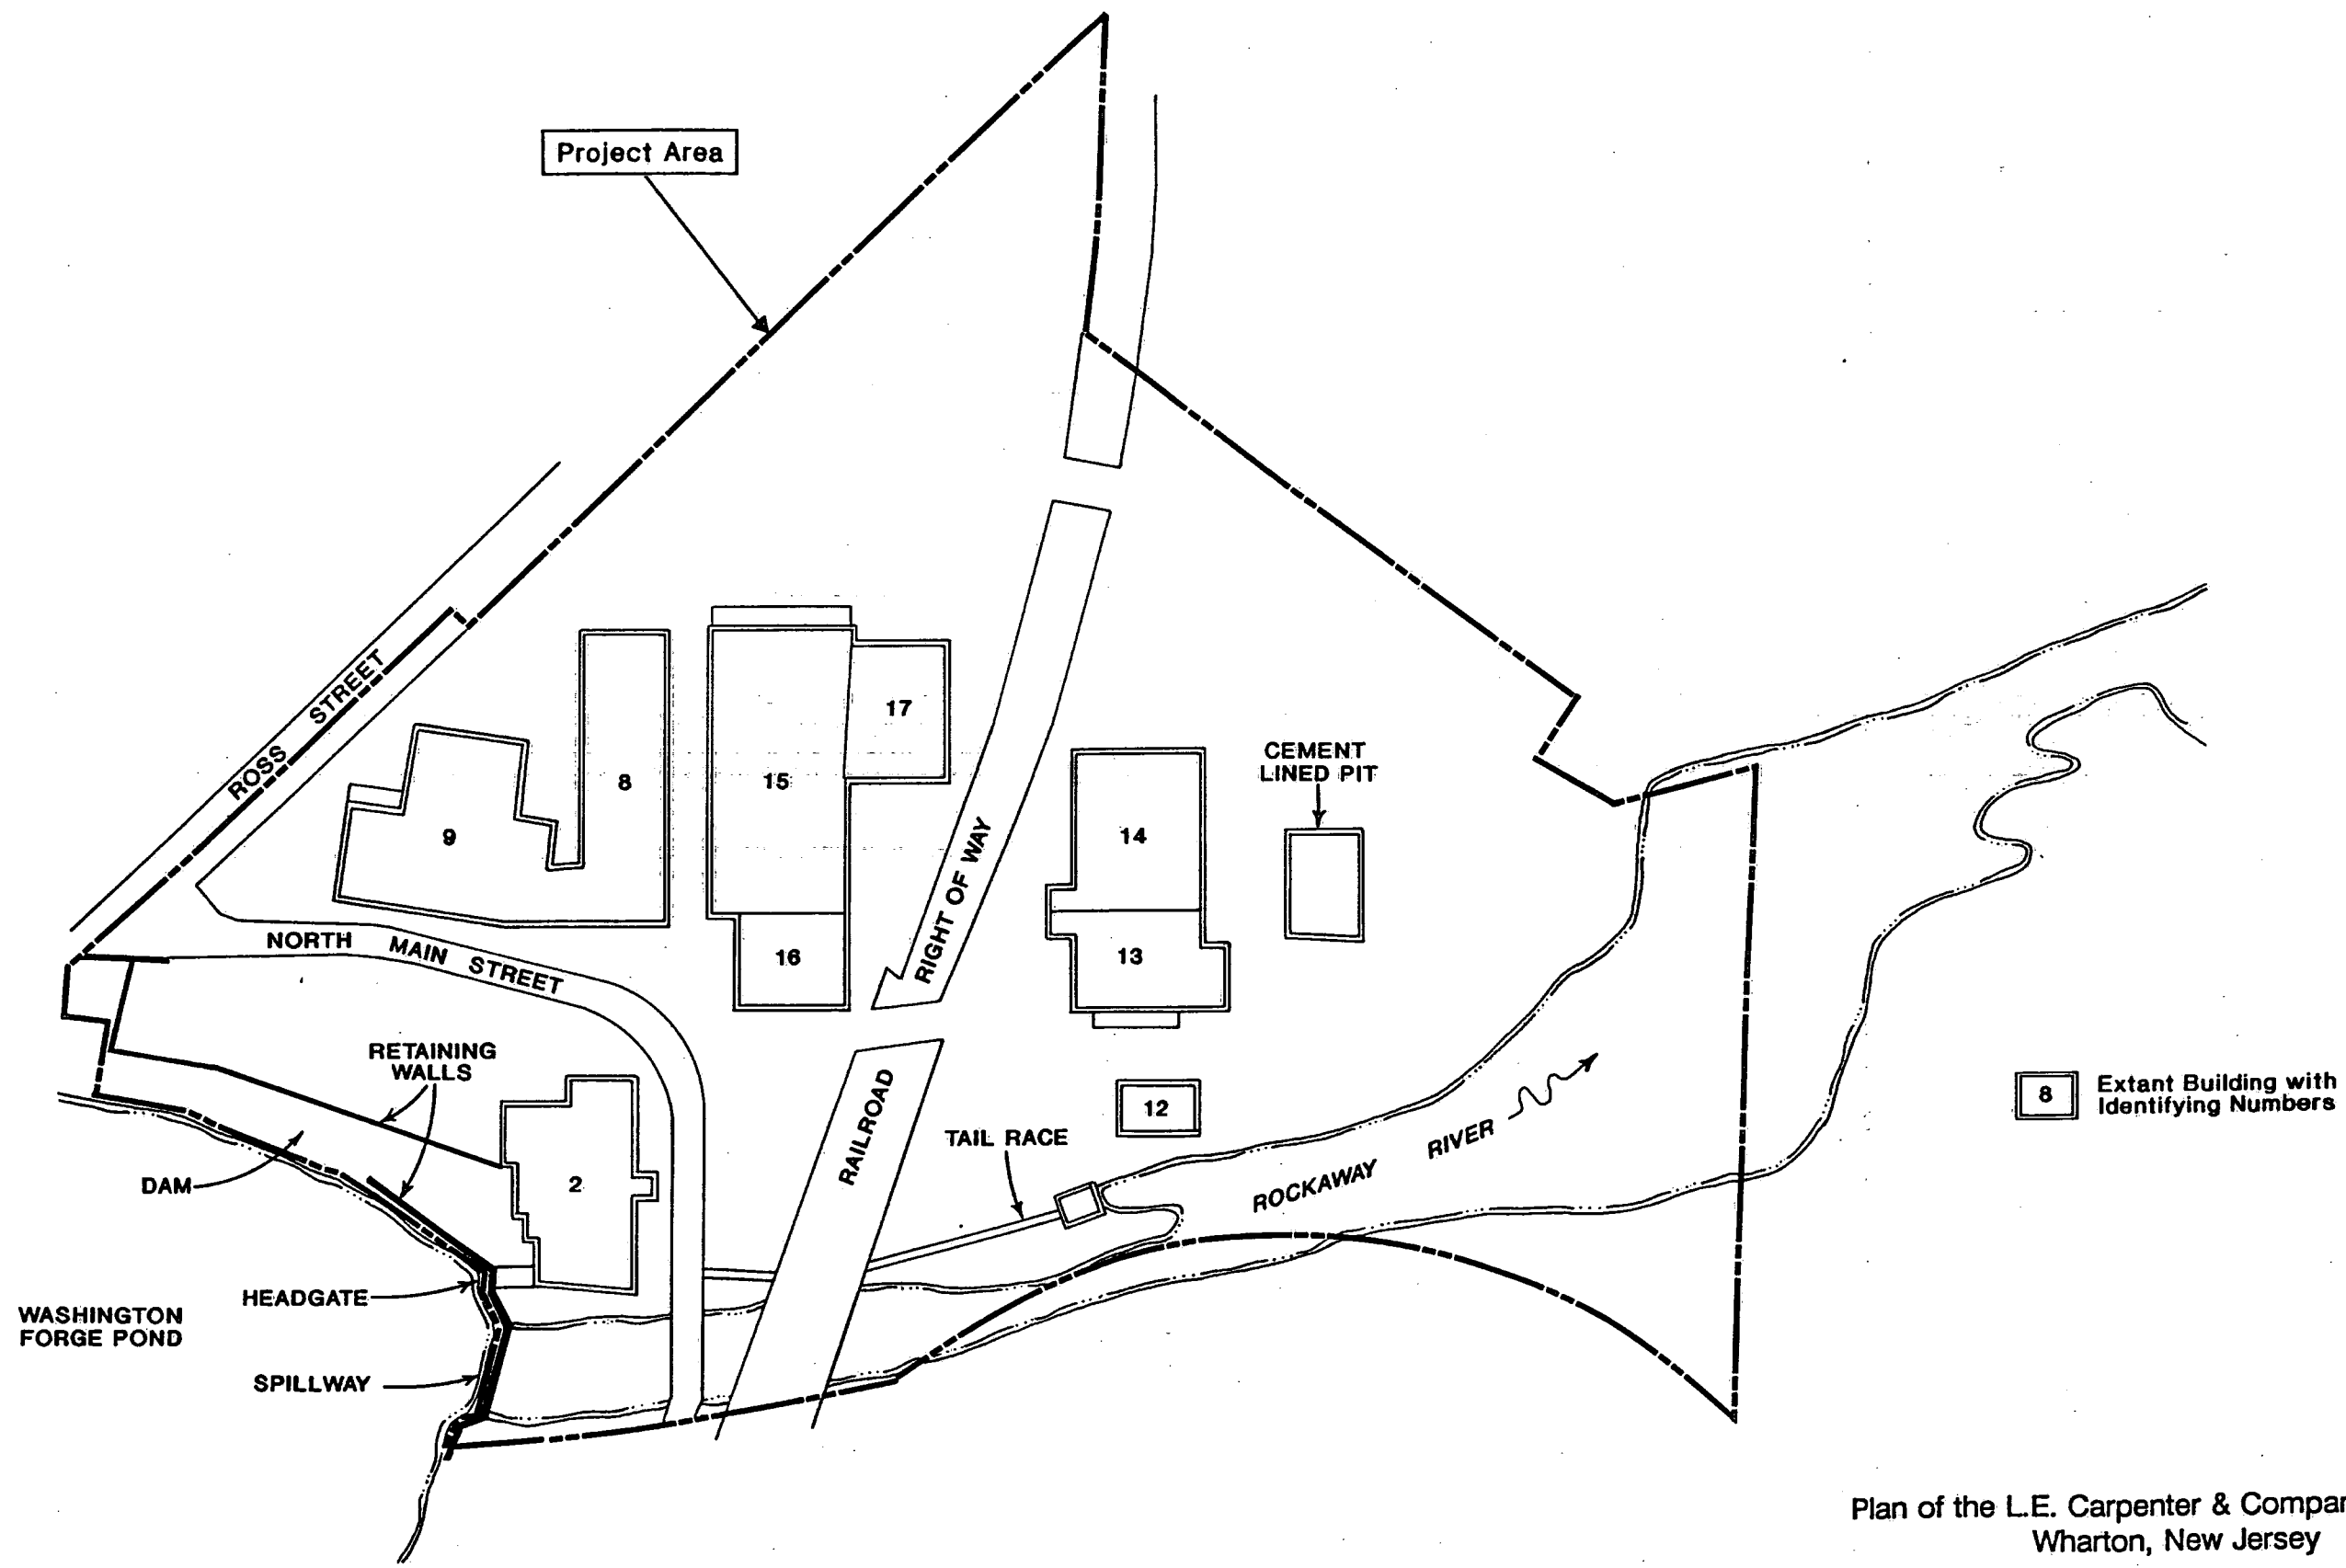 Project Area
ROSS STREET
17
8
15
9
CEMENT
LINED PIT
14
RIGHT OF WAY
NORTH MAIN STREET
16
13
RETAINING
WALLS
RAILROAD
12
8
Extant Building with
Identifying Numbers
TAIL RACE
ROCKAWAY RIVER
DAM
2
HEADGATE
WASHINGTON
FORGE POND
SPILLWAY
Plan of the L.E. Carpenter & Compa
Wharton, New Jersey